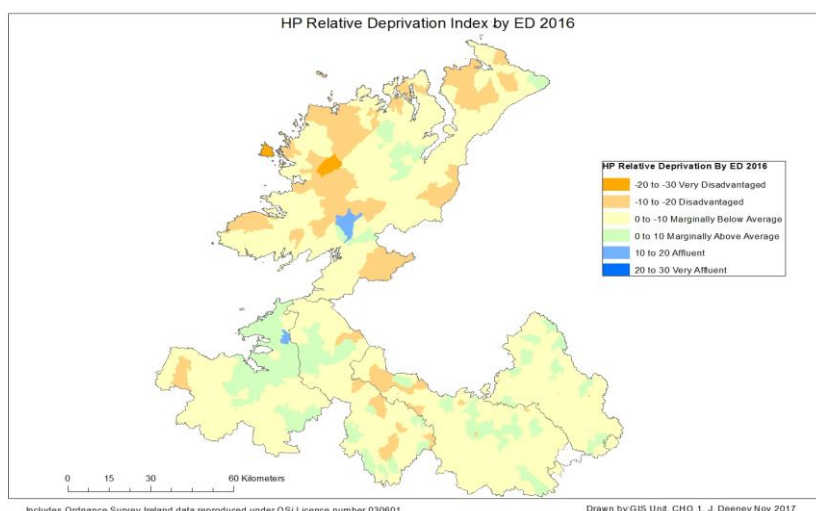 HP Relative Deprivation Index by ED 2016
HP Relative Deprivation By ED 2016
-20 to -30 Very Disadvantaged
-10 to -20 Disadvantaged
0 to -10 Marginally Below Average
0 to 10 Marginally Above Average
10 to 20 Affluent
20 to 30 Very Affluent
0 15 30 60 Kilometers
Includes Ordnance Survey Ireland data reproduced under OSi Licence number 030601
Drawn by:GIS Unit, CHO 1, J. Deeney Nov 2017